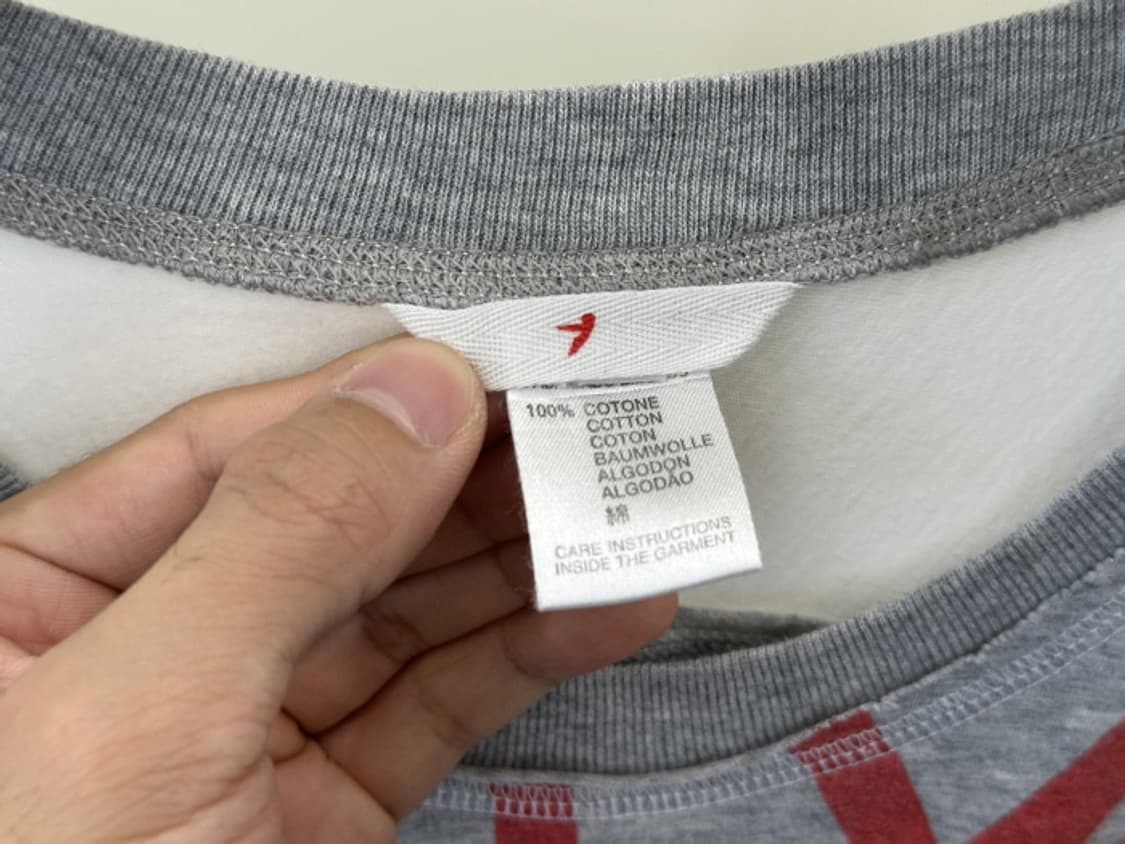 100% COTONE
COTTON
COTON
BAUMWOLLE
ALGODON
ALGODÃO
綿
CARE INSTRUCTIONS
INSIDE THE GARMENT